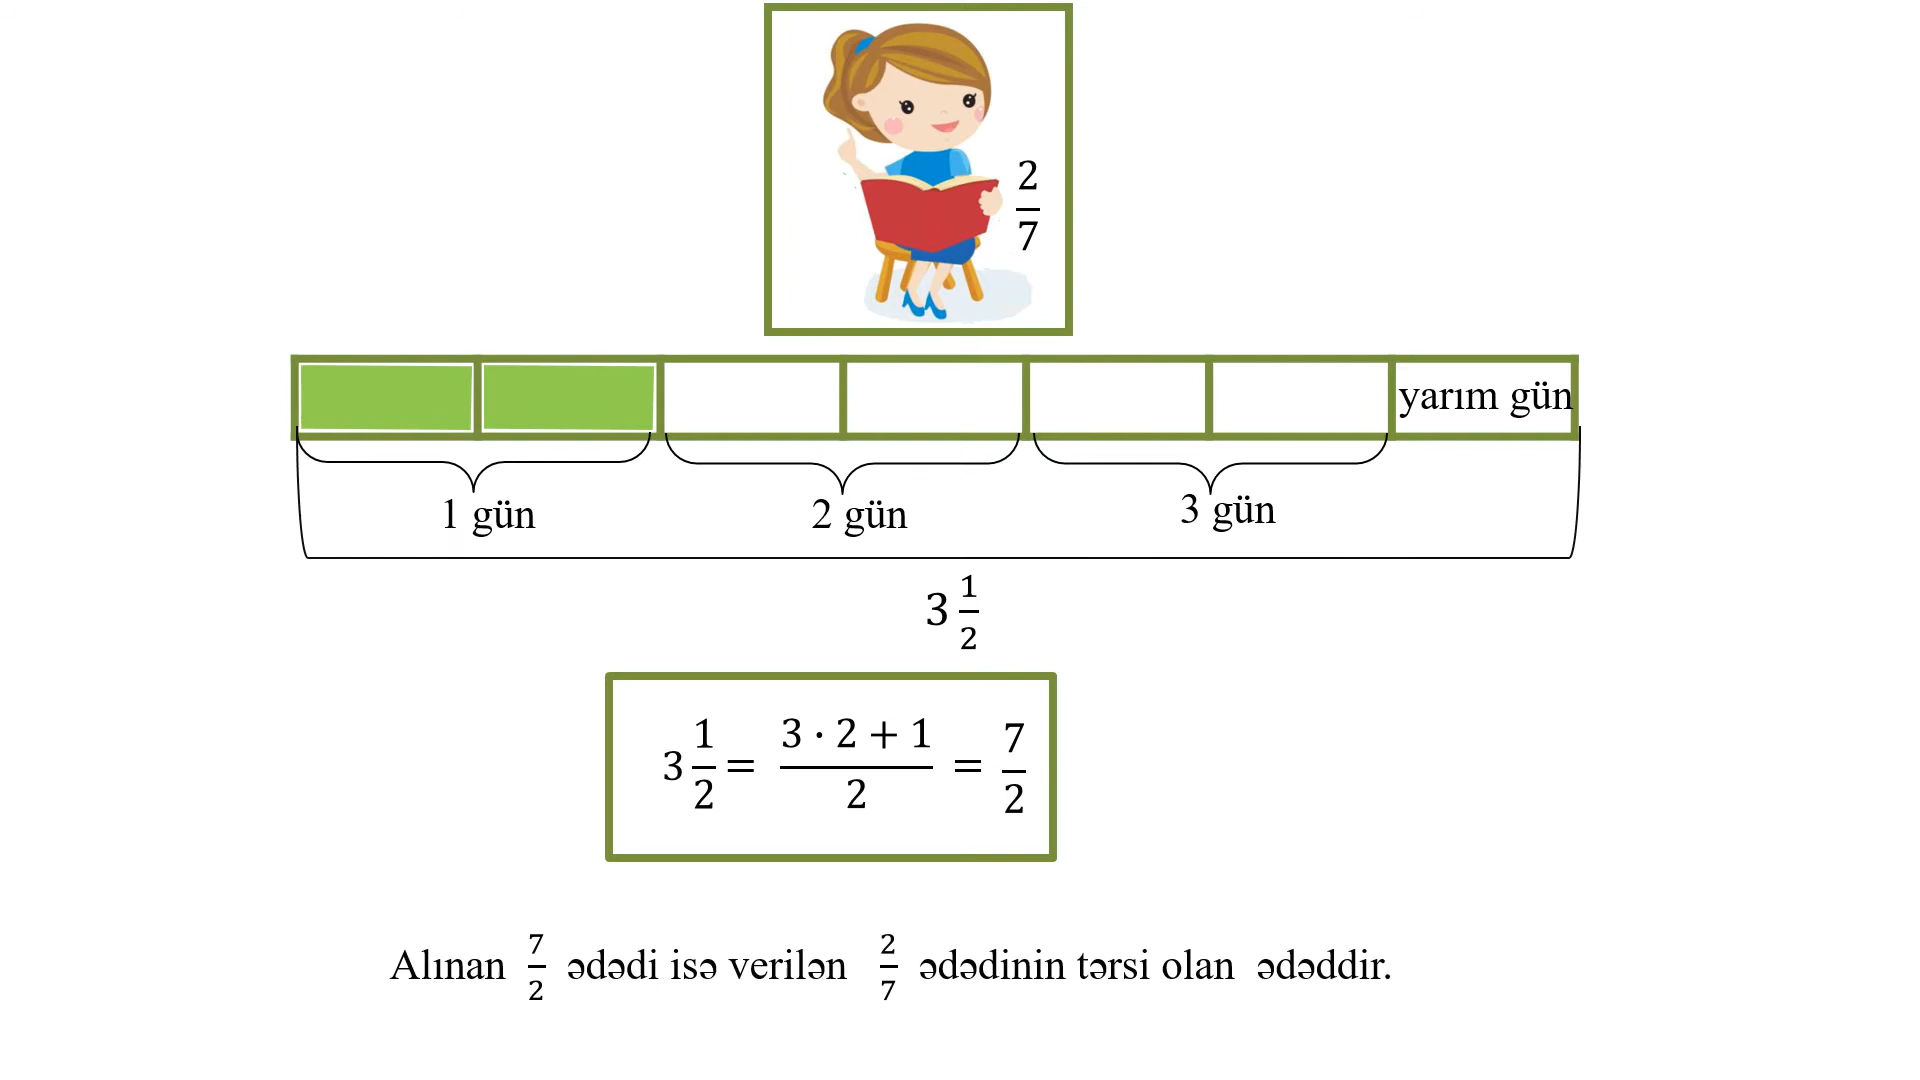 2/7
yarım gün
1 gün 2 gün 3 gün
3 1/2
3 1/2 = (3 · 2 + 1)/2 = 7/2
Alınan 7/2 ədədi isə verilən 2/7 ədədinin tərsi olan ədəddir.